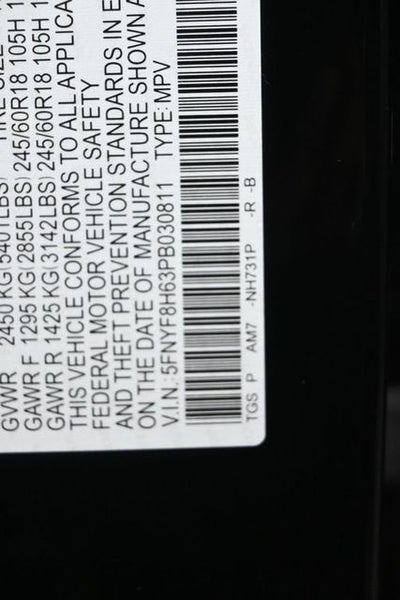 GVWR 2450 KG(5401LBS) TIRE SIZE
GAWR F 1295 KG(2855LBS) 245/60R18 105H
GAWR R 1425 KG(3142LBS) 245/60R18 105H
THIS VEHICLE CONFORMS TO ALL APPLICA
FEDERAL MOTOR VEHICLE SAFETY
AND THEFT PREVENTION STANDARDS IN E
ON THE DATE OF MANUFACTURE SHOWN A
V.I.N.:5FNYF8H63PB030811 TYPE:MPV
TGS P AM7 -NH731P -R -B